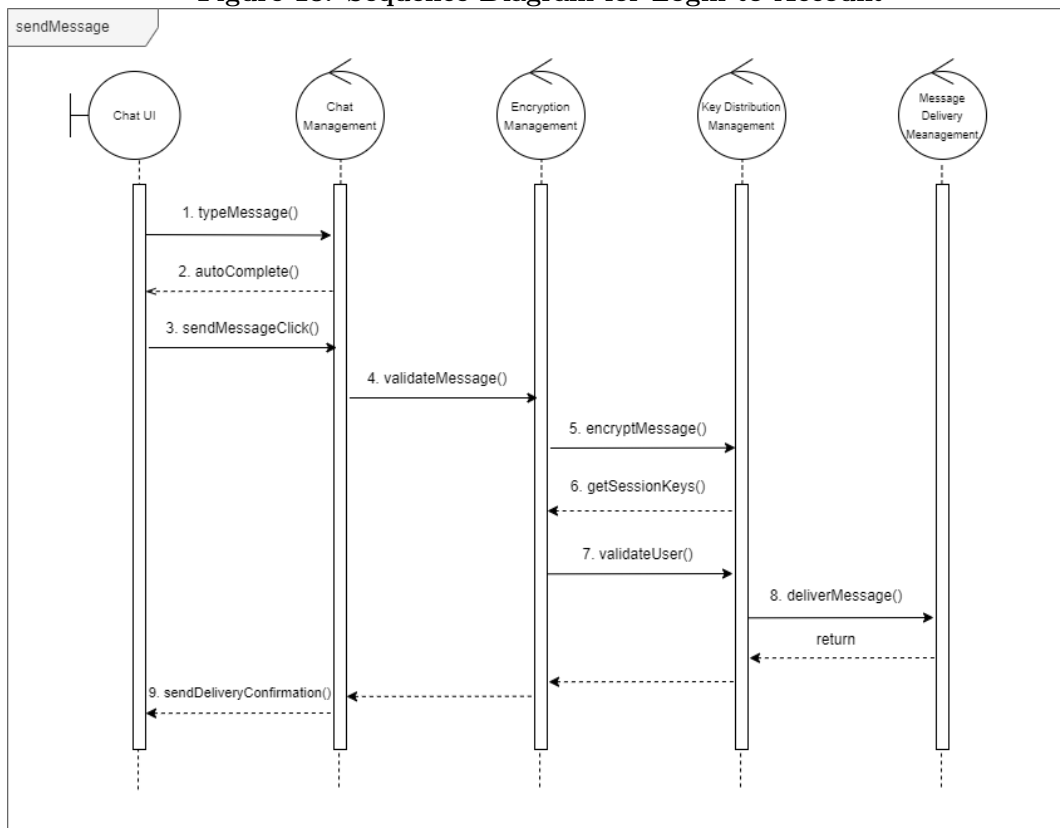 Figure 18: Sequence Diagram for Login to Account
sendMessage
Chat UI
Chat
Management
Encryption
Management
Key Distribution
Management
Message
Delivery
Meanagement
1. typeMessage()
2. autoComplete()
3. sendMessageClick()
4. validateMessage()
5. encryptMessage()
6. getSessionKeys()
7. validateUser()
8. deliverMessage()
return
9. sendDeliveryConfirmation()